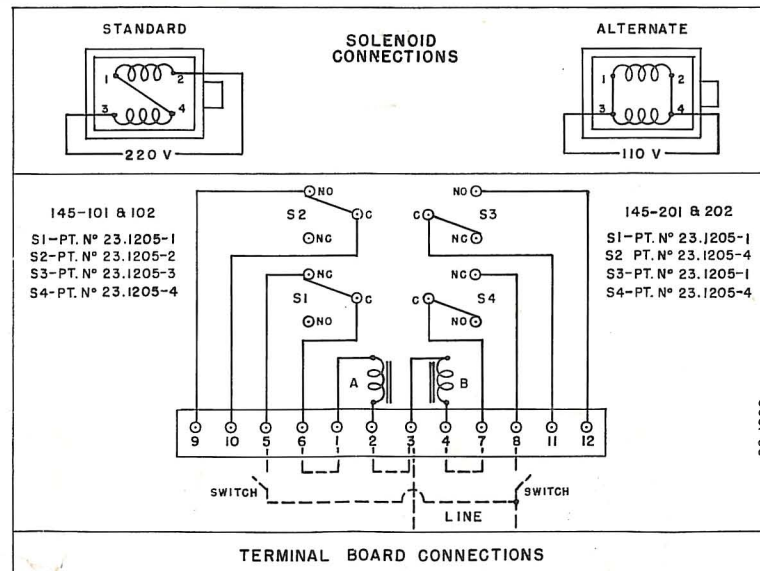 STANDARD
SOLENOID
CONNECTIONS
ALTERNATE
1 2
3 4
220 V
1 2
3 4
110 V
145-101 & 102
S1-PT. Nº 23.1205-1
S2-PT. Nº 23.1205-2
S3-PT. Nº 23.1205-3
S4-PT. Nº 23.1205-4
NO
S2 C
NC
NC
S1 C
NO
NO
C S3
NC
NC
C S4
NO
145-201 & 202
S1-PT. Nº 23.1205-1
S2 PT. Nº 23.1205-4
S3-PT. Nº 23.1205-1
S4-PT. Nº 23.1205-4
A B
9 10 5 6 1 2 3 4 7 8 11 12
SWITCH SWITCH
LINE
TERMINAL BOARD CONNECTIONS